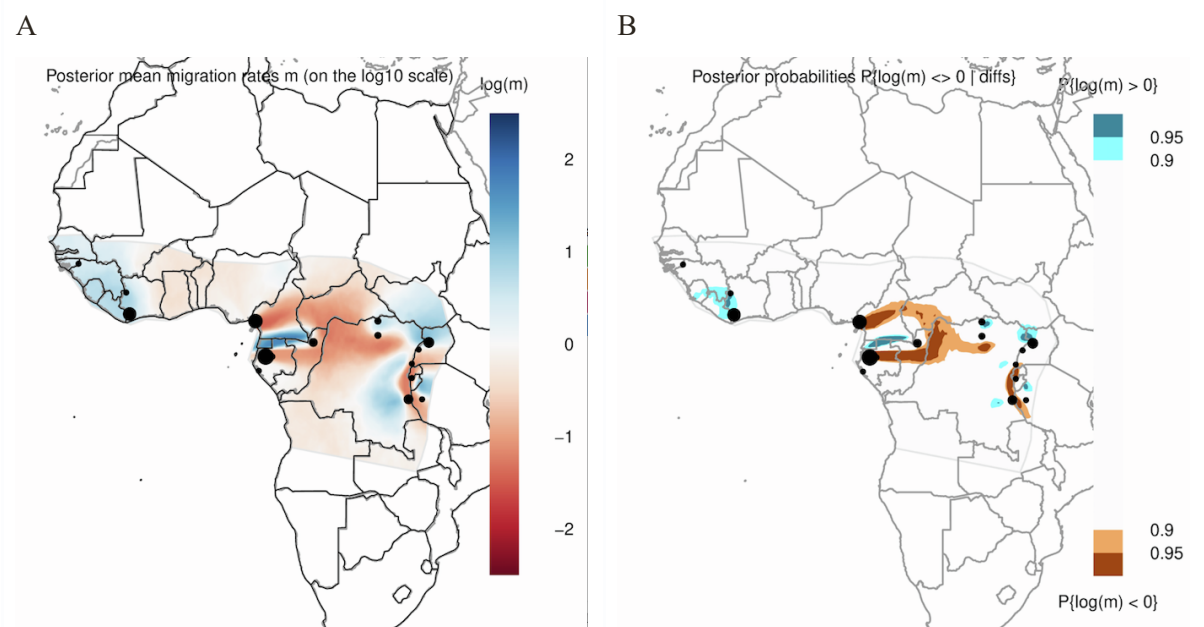 A
Posterior mean migration rates m (on the log10 scale)
log(m)
2
1
0
−1
−2
B
Posterior probabilities P{log(m) <> 0 | diffs}
P{log(m) > 0}
0.95
0.9
0.9
0.95
P{log(m) < 0}